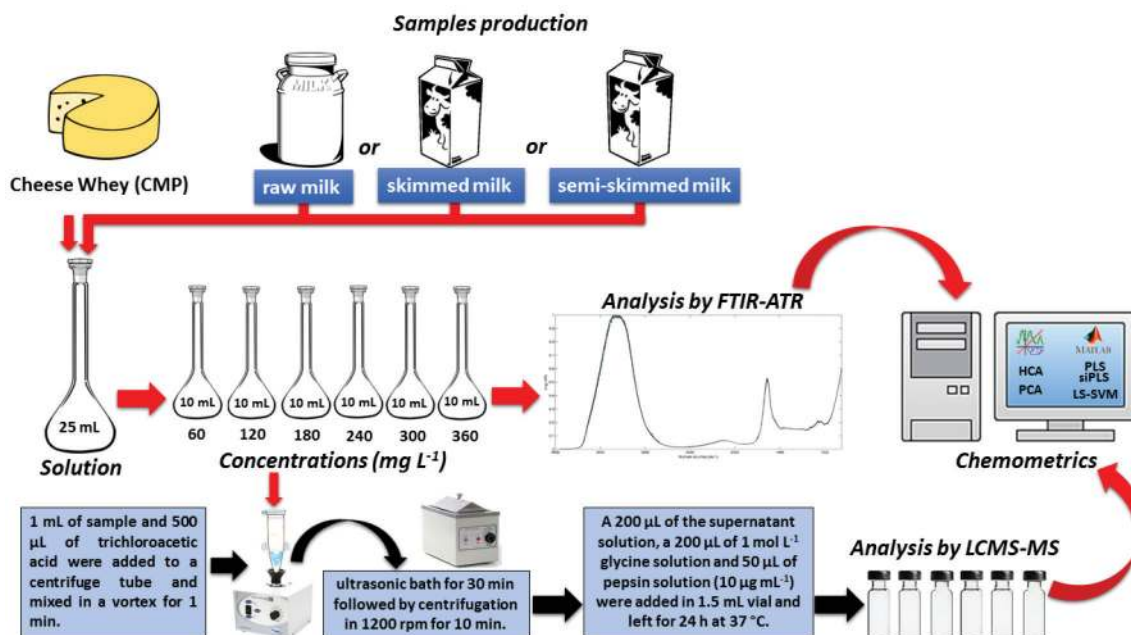 Samples production
MILK
Cheese Whey (CMP)
raw milk
or
skimmed milk
or
semi-skimmed milk
25 mL
Solution
10 mL
10 mL
10 mL
10 mL
10 mL
10 mL
60
120
180
240
300
360
Concentrations (mg L-1)
Analysis by FTIR-ATR
HCA
PCA
MATLAB
PLS
siPLS
LS-SVM
Chemometrics
1 mL of sample and 500
µL of trichloroacetic
acid were added to a
centrifuge tube and
mixed in a vortex for 1
min.
ultrasonic bath for 30 min
followed by centrifugation
in 1200 rpm for 10 min.
A 200 µL of the supernatant
solution, a 200 µL of 1 mol L-1
glycine solution and 50 µL of
pepsin solution (10 µg mL-1)
were added in 1.5 mL vial and
left for 24 h at 37 °C.
Analysis by LCMS-MS